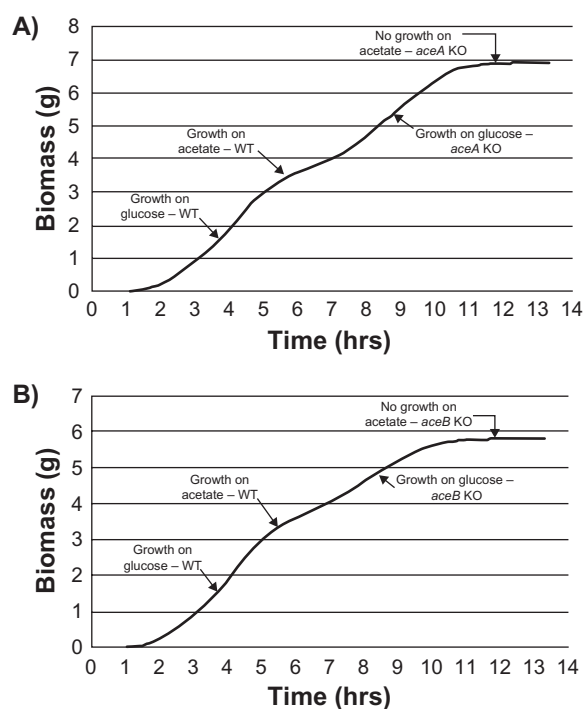 A)
8
7
6
5
4
3
2
1
0
Biomass (g)
No growth on
acetate – aceA KO
Growth on
acetate – WT
Growth on glucose –
aceA KO
Growth on
glucose – WT
0 1 2 3 4 5 6 7 8 9 10 11 12 13 14
Time (hrs)
B)
7
6
5
4
3
2
1
0
Biomass (g)
No growth on
acetate – aceB KO
Growth on
acetate – WT
Growth on glucose –
aceB KO
Growth on
glucose – WT
0 1 2 3 4 5 6 7 8 9 10 11 12 13 14
Time (hrs)